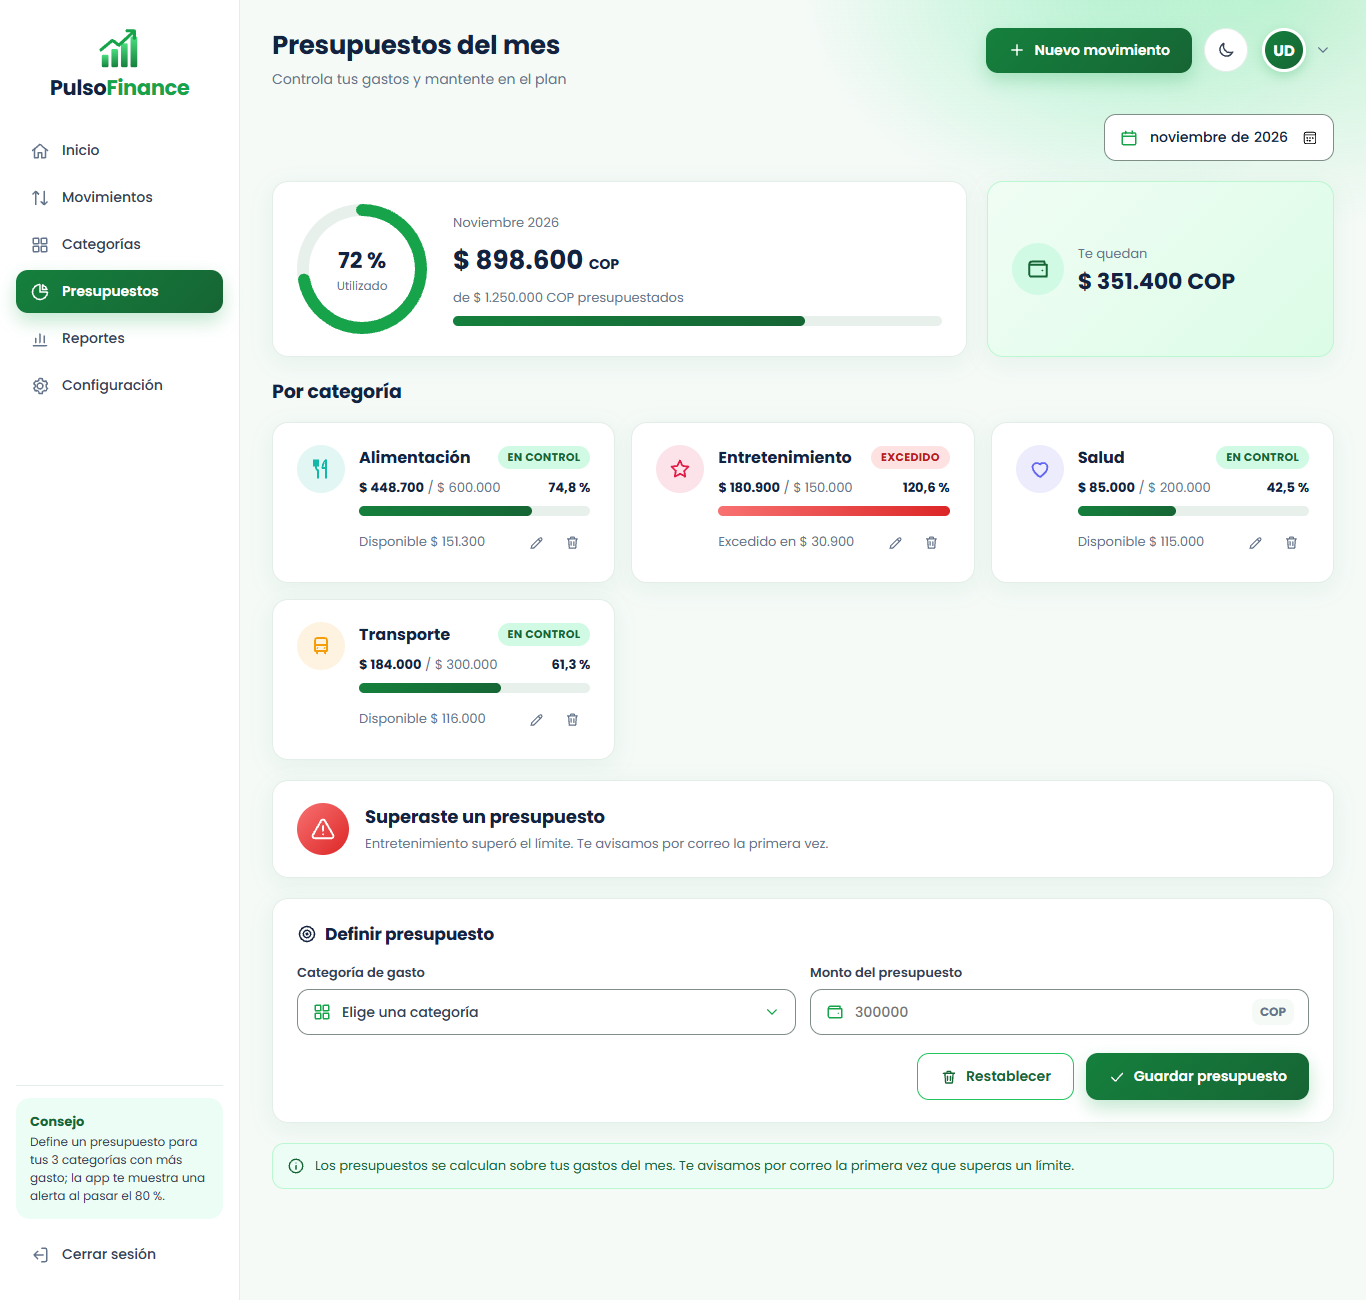 PulsoFinance
Inicio
Movimientos
Categorías
Presupuestos
Reportes
Configuración
Consejo
Define un presupuesto para
tus 3 categorías con más
gasto; la app te muestra una
alerta al pasar el 80 %.
Cerrar sesión
Presupuestos del mes
Controla tus gastos y mantente en el plan
Nuevo movimiento
UD
noviembre de 2026
72 %
Utilizado
Noviembre 2026
$ 898.600 COP
de $ 1.250.000 COP presupuestados
Te quedan
$ 351.400 COP
Por categoría
Alimentación EN CONTROL
$ 448.700 / $ 600.000 74,8 %
Disponible $ 151.300
Entretenimiento EXCEDIDO
$ 180.900 / $ 150.000 120,6 %
Excedido en $ 30.900
Salud EN CONTROL
$ 85.000 / $ 200.000 42,5 %
Disponible $ 115.000
Transporte EN CONTROL
$ 184.000 / $ 300.000 61,3 %
Disponible $ 116.000
Superaste un presupuesto
Entretenimiento superó el límite. Te avisamos por correo la primera vez.
Definir presupuesto
Categoría de gasto
Elige una categoría
Monto del presupuesto
300000 COP
Restablecer
Guardar presupuesto
Los presupuestos se calculan sobre tus gastos del mes. Te avisamos por correo la primera vez que superas un límite.